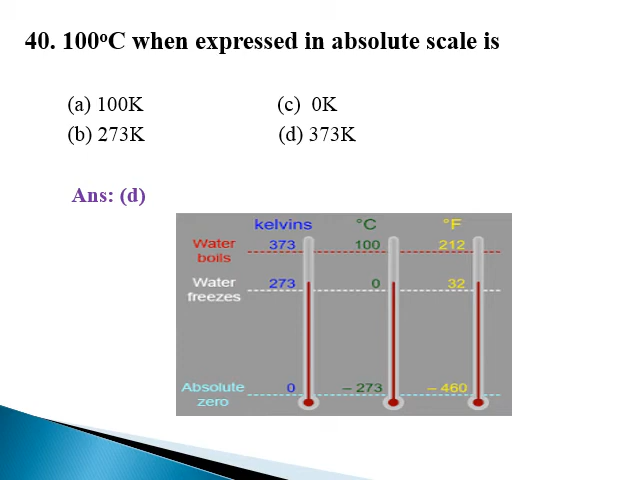 40. 100ºC when expressed in absolute scale is
(a) 100K (c) 0K
(b) 273K (d) 373K
Ans: (d)
kelvins °C °F
Water boils 373 100 212
Water freezes 273 0 32
Absolute zero 0 – 273 – 460